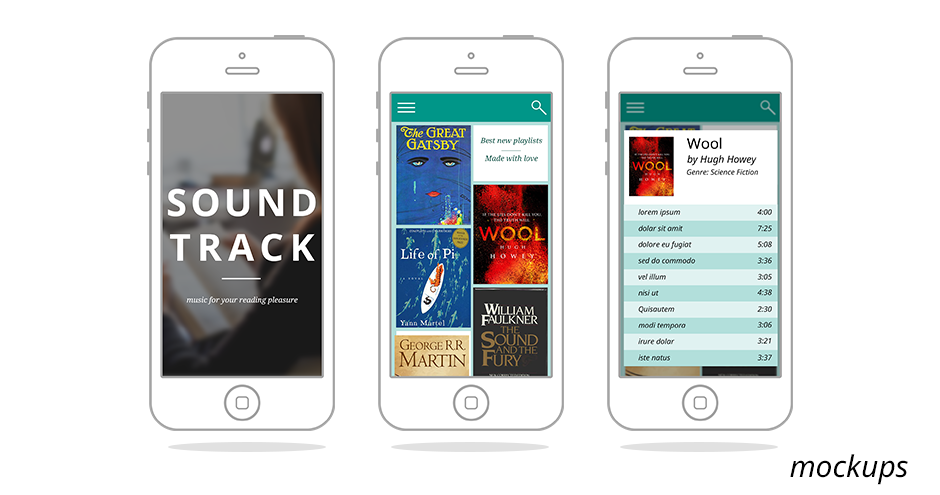 SOUND
TRACK
music for your reading pleasure
The GREAT
GATSBY
Best new playlists
Made with love
IF THE LIES DON'T KILL YOU,
THE TRUTH WILL
WOOL
HUGH
HOWEY
Life of Pi
A NOVEL
Yann Martel
WILLIAM
FAULKNER
THE
SOUND
AND THE
FURY
GEORGE R.R.
MARTIN
WOOL
HOWEY
Wool
by Hugh Howey
Genre: Science Fiction
lorem ipsum 4:00
dolar sit amit 7:25
dolore eu fugiat 5:08
sed do commodo 3:36
vel illum 3:05
nisi ut 4:38
Quisautem 2:30
modi tempora 3:06
irure dolar 3:21
iste natus 3:37
mockups